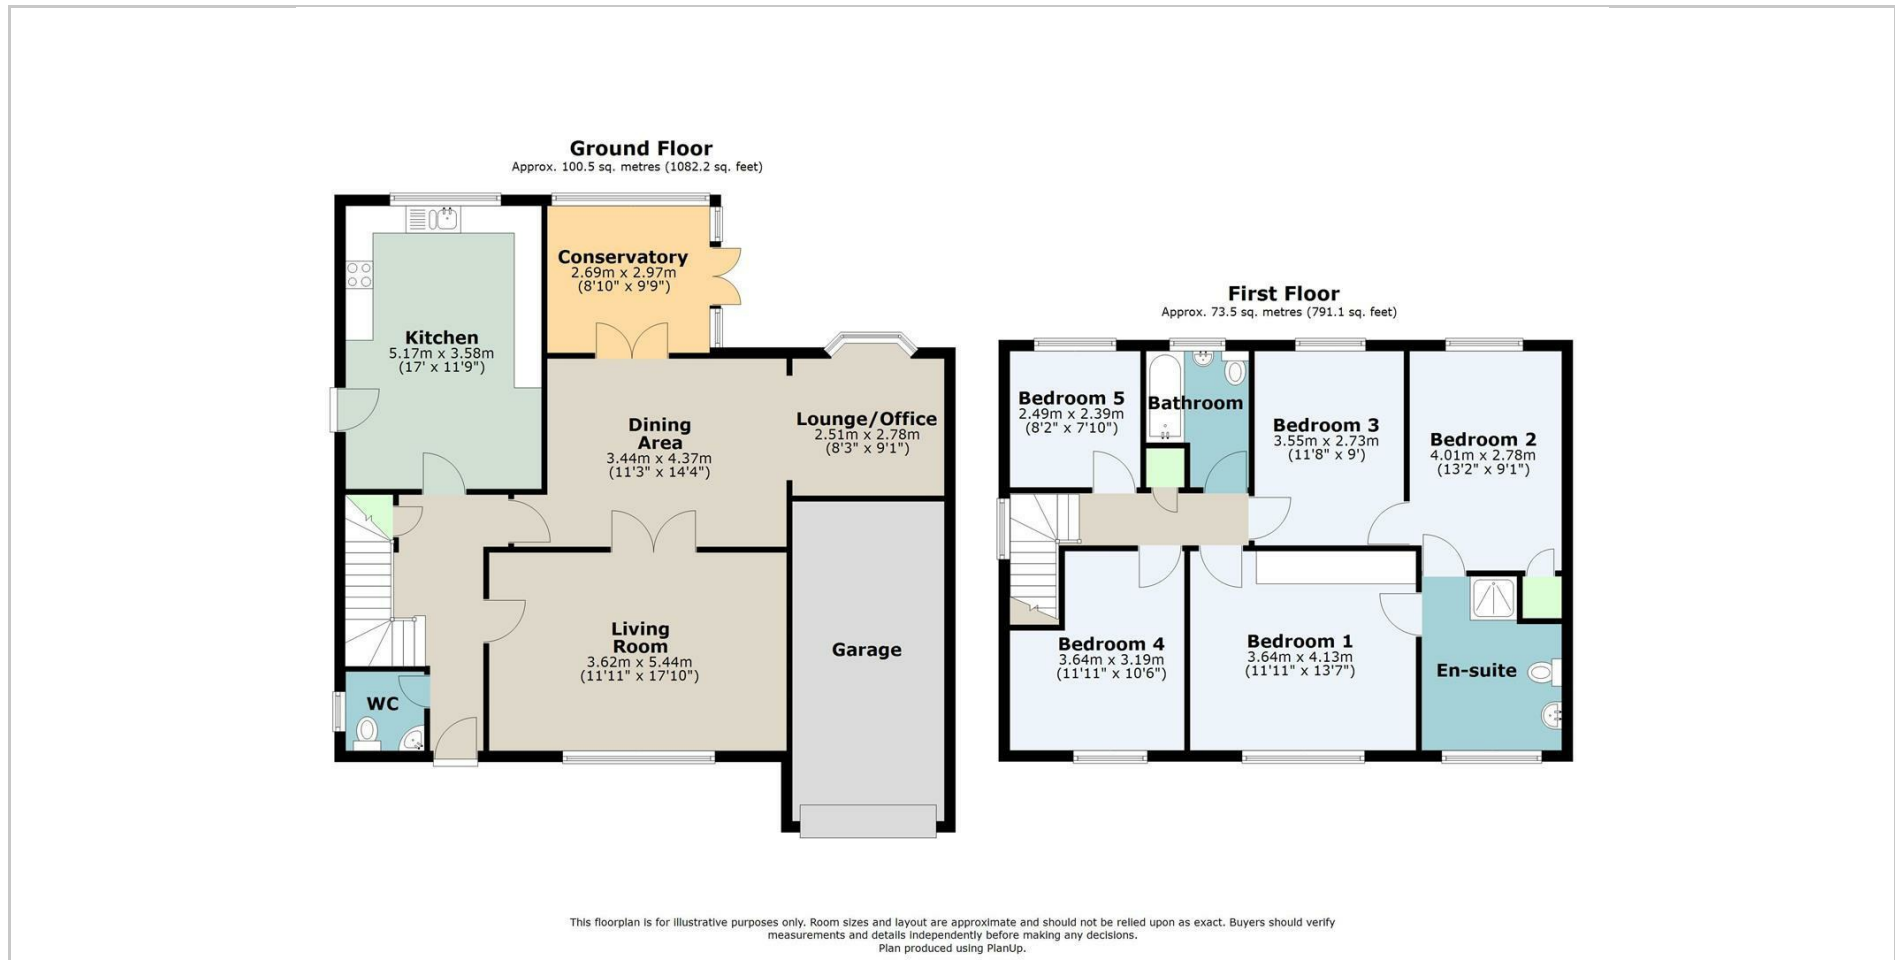 Ground Floor
Approx. 100.5 sq. metres (1082.2 sq. feet)
Conservatory
2.69m x 2.97m
(8'10" x 9'9")
Kitchen
5.17m x 3.58m
(17' x 11'9")
Dining
Area
3.44m x 4.37m
(11'3" x 14'4")
Lounge/Office
2.51m x 2.78m
(8'3" x 9'1")
Living
Room
3.62m x 5.44m
(11'11" x 17'10")
Garage
WC
First Floor
Approx. 73.5 sq. metres (791.1 sq. feet)
Bedroom 5
2.49m x 2.39m
(8'2" x 7'10")
Bathroom
Bedroom 3
3.55m x 2.73m
(11'8" x 9')
Bedroom 2
4.01m x 2.78m
(13'2" x 9'1")
Bedroom 4
3.64m x 3.19m
(11'11" x 10'6")
Bedroom 1
3.64m x 4.13m
(11'11" x 13'7")
En-suite
This floorplan is for illustrative purposes only. Room sizes and layout are approximate and should not be relied upon as exact. Buyers should verify
measurements and details independently before making any decisions.
Plan produced using PlanUp.